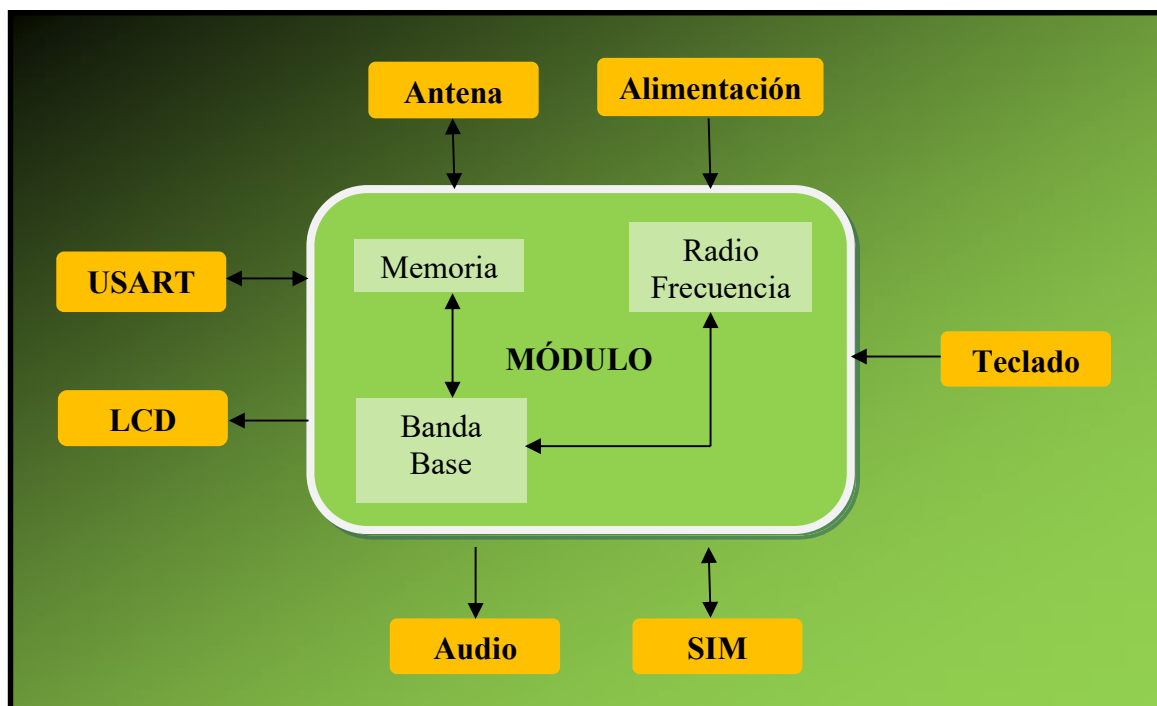 Antena
Alimentación
Memoria
Radio
Frecuencia
USART
MÓDULO
Teclado
LCD
Banda
Base
Audio
SIM